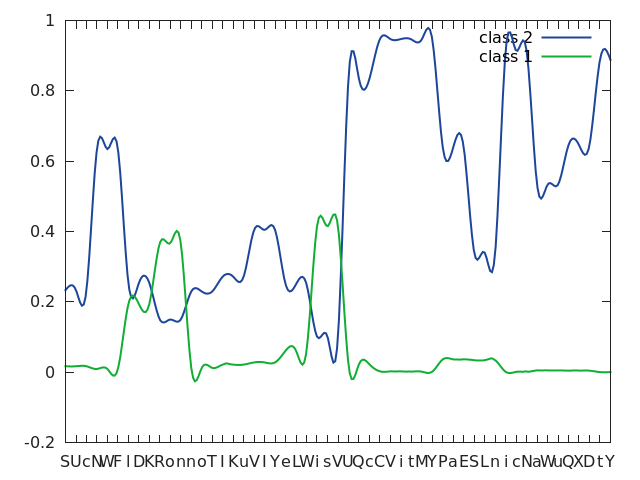 1
class 2
class 1
0.8
0.6
0.4
0.2
0
-0.2
SUcNWFIDKRonnoTIKuVIYeLWisVUQcCVitMYPaESLnicNaWuQXDtY